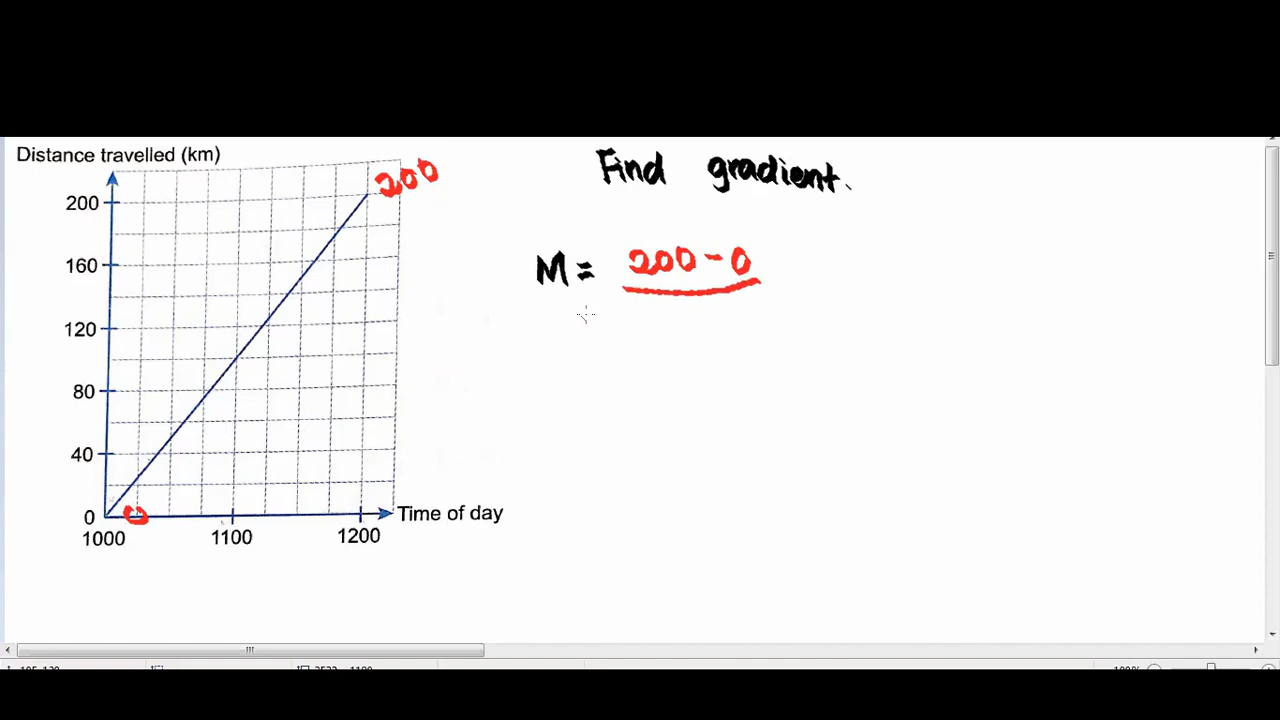 Distance travelled (km)
200
200
160
120
80
40
0
0
Time of day
1000
1100
1200
Find gradient.
M = 200 - 0